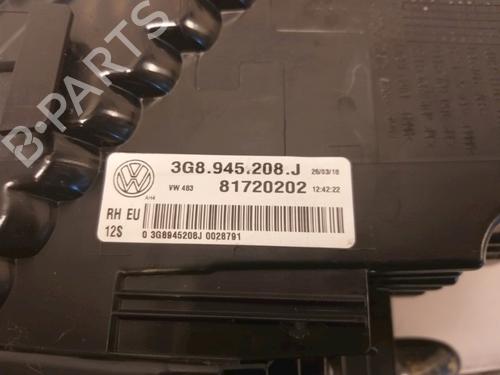 B-PARTS
3G8.945.208.J 26/03/18
VW 483 AH4 81720202 12:42:22
RH EU
12S 0 3G8945208J 0028791